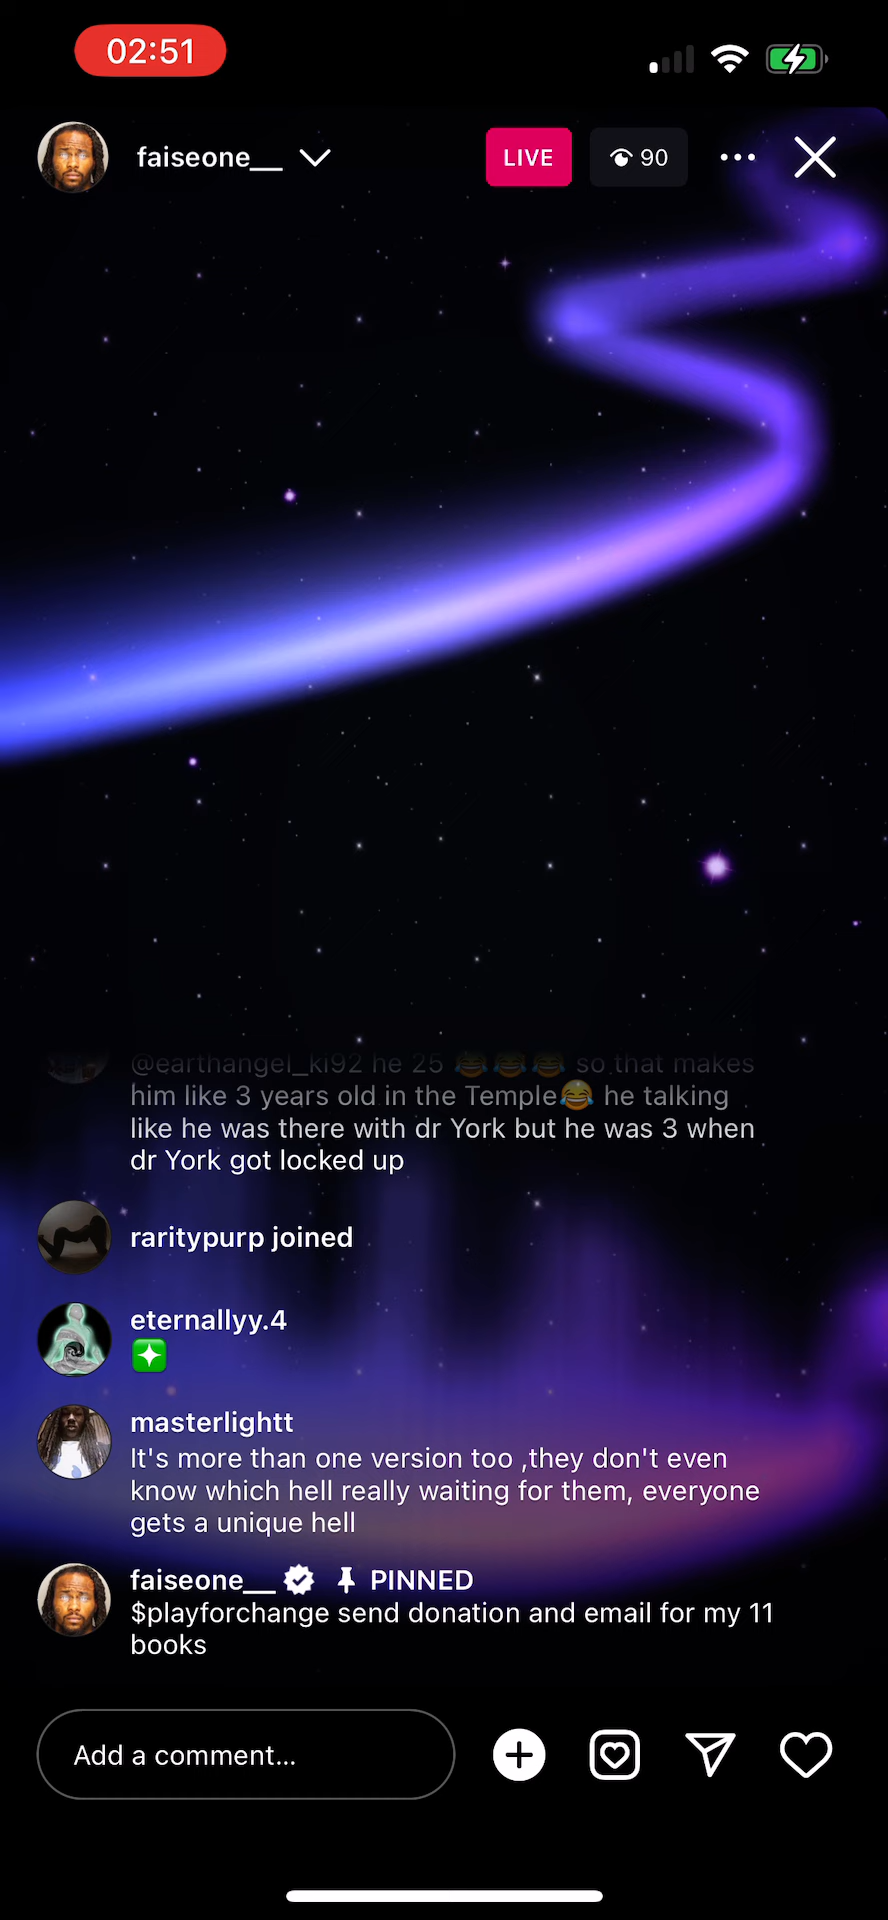 02:51
faiseone__
LIVE
90
@earthangel_ki92 he 25 😂😂😂 so that makes
him like 3 years old in the Temple😂 he talking
like he was there with dr York but he was 3 when
dr York got locked up
raritypurp joined
eternallyy.4
masterlightt
It's more than one version too ,they don't even
know which hell really waiting for them, everyone
gets a unique hell
faiseone__ PINNED
$playforchange send donation and email for my 11
books
Add a comment...